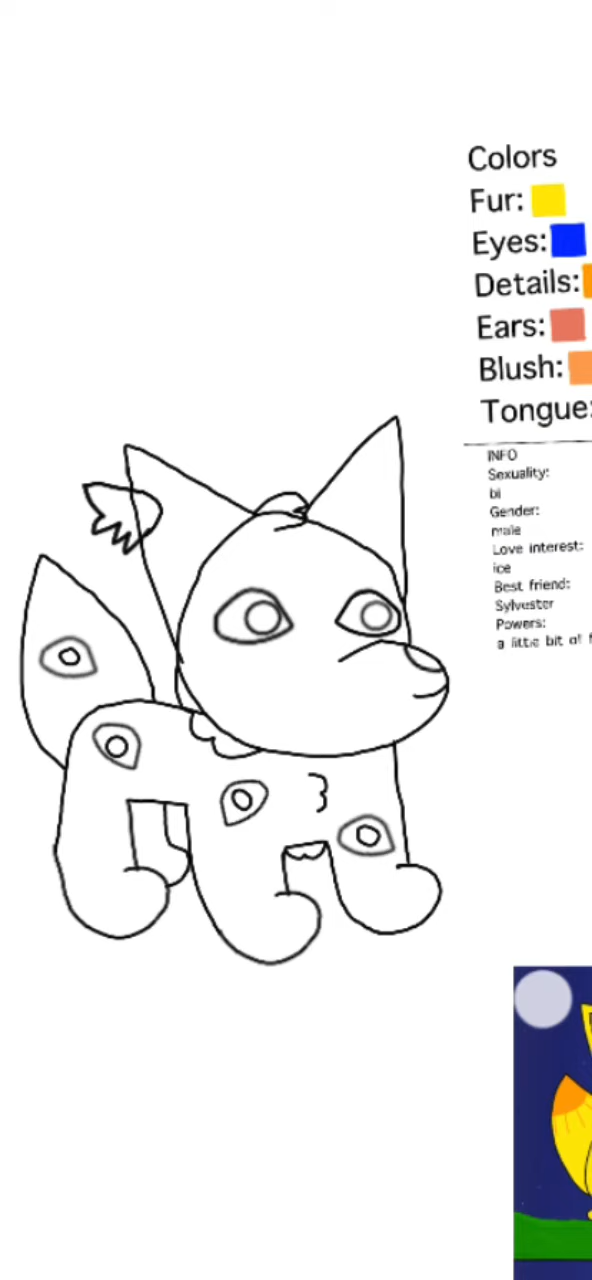 Colors
Fur:
Eyes:
Details:
Ears:
Blush:
Tongue:
INFO
Sexuality:
bi
Gender:
male
Love interest:
ice
Best friend:
Sylvester
Powers:
a little bit of f